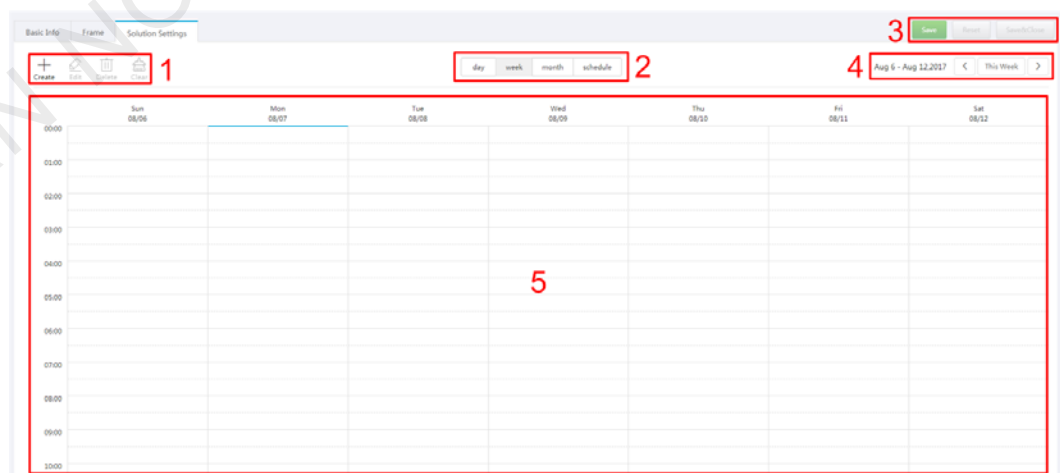 Basic Info Frame Solution Settings
3 Save Reset Save&Close
Create Edit Delete Clear 1
day week month schedule 2
4 Aug 6 - Aug 12,2017 < This Week >
Sun Mon Tue Wed Thu Fri Sat
08/06 08/07 08/08 08/09 08/10 08/11 08/12
00:00
01:00
02:00
03:00
04:00
5
05:00
06:00
07:00
08:00
09:00
10:00